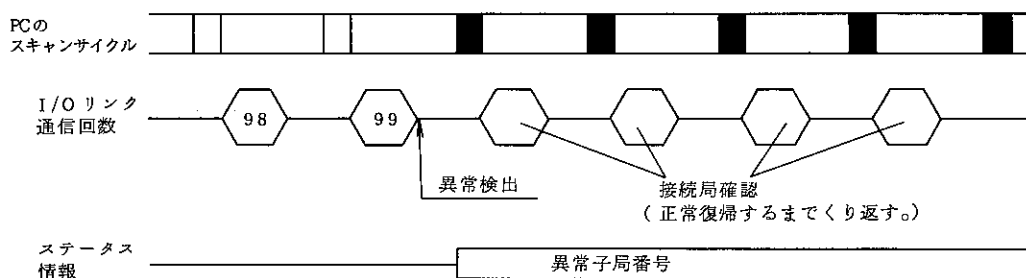 PCの
スキャンサイクル
I/Oリンク
通信回数
98
99
異常検出
接続局確認
(正常復帰するまでくり返す。)
ステータス
情報
異常子局番号